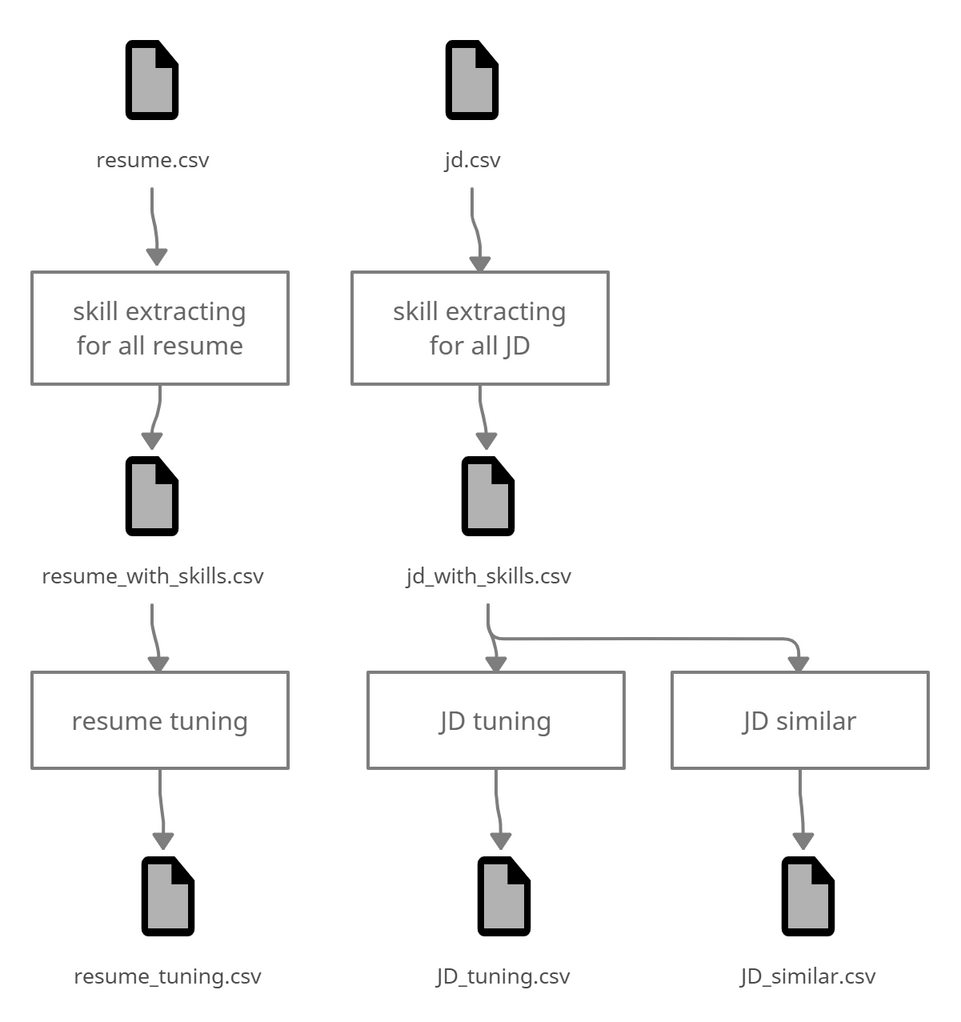 resume.csv
jd.csv
skill extracting
for all resume
skill extracting
for all JD
resume_with_skills.csv
jd_with_skills.csv
resume tuning
JD tuning
JD similar
resume_tuning.csv
JD_tuning.csv
JD_similar.csv